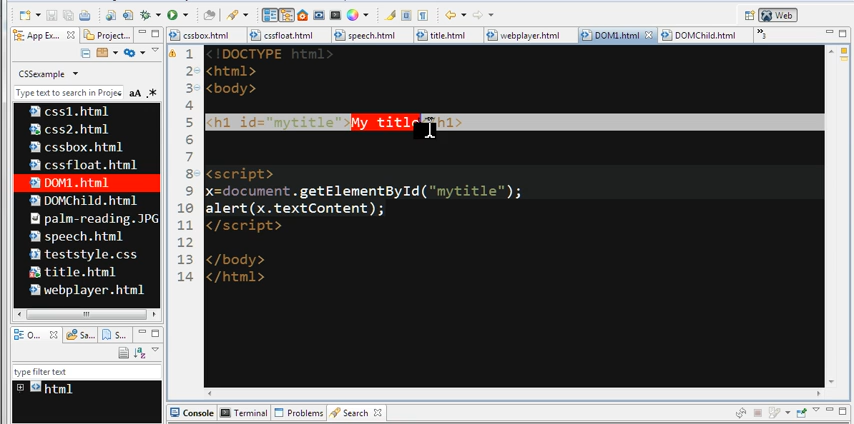 Web
App Ex.
Project...
cssbox.html
cssfloat.html
speech.html
title.html
webplayer.html
DOM1.html
DOMChild.html
CSSexample
Type text to search in Projec
aA .*
css1.html
css2.html
cssbox.html
cssfloat.html
DOM1.html
DOMChild.html
palm-reading.JPG
speech.html
teststyle.css
title.html
webplayer.html
1 <!DOCTYPE html>
2 <html>
3 <body>
4
5 <h1 id="mytitle">My title h1>
6
7
8 <script>
9 x=document.getElementById("mytitle");
10 alert(x.textContent);
11 </script>
12
13 </body>
14 </html>
O...
Sa...
S...
type filter text
html
Console
Terminal
Problems
Search